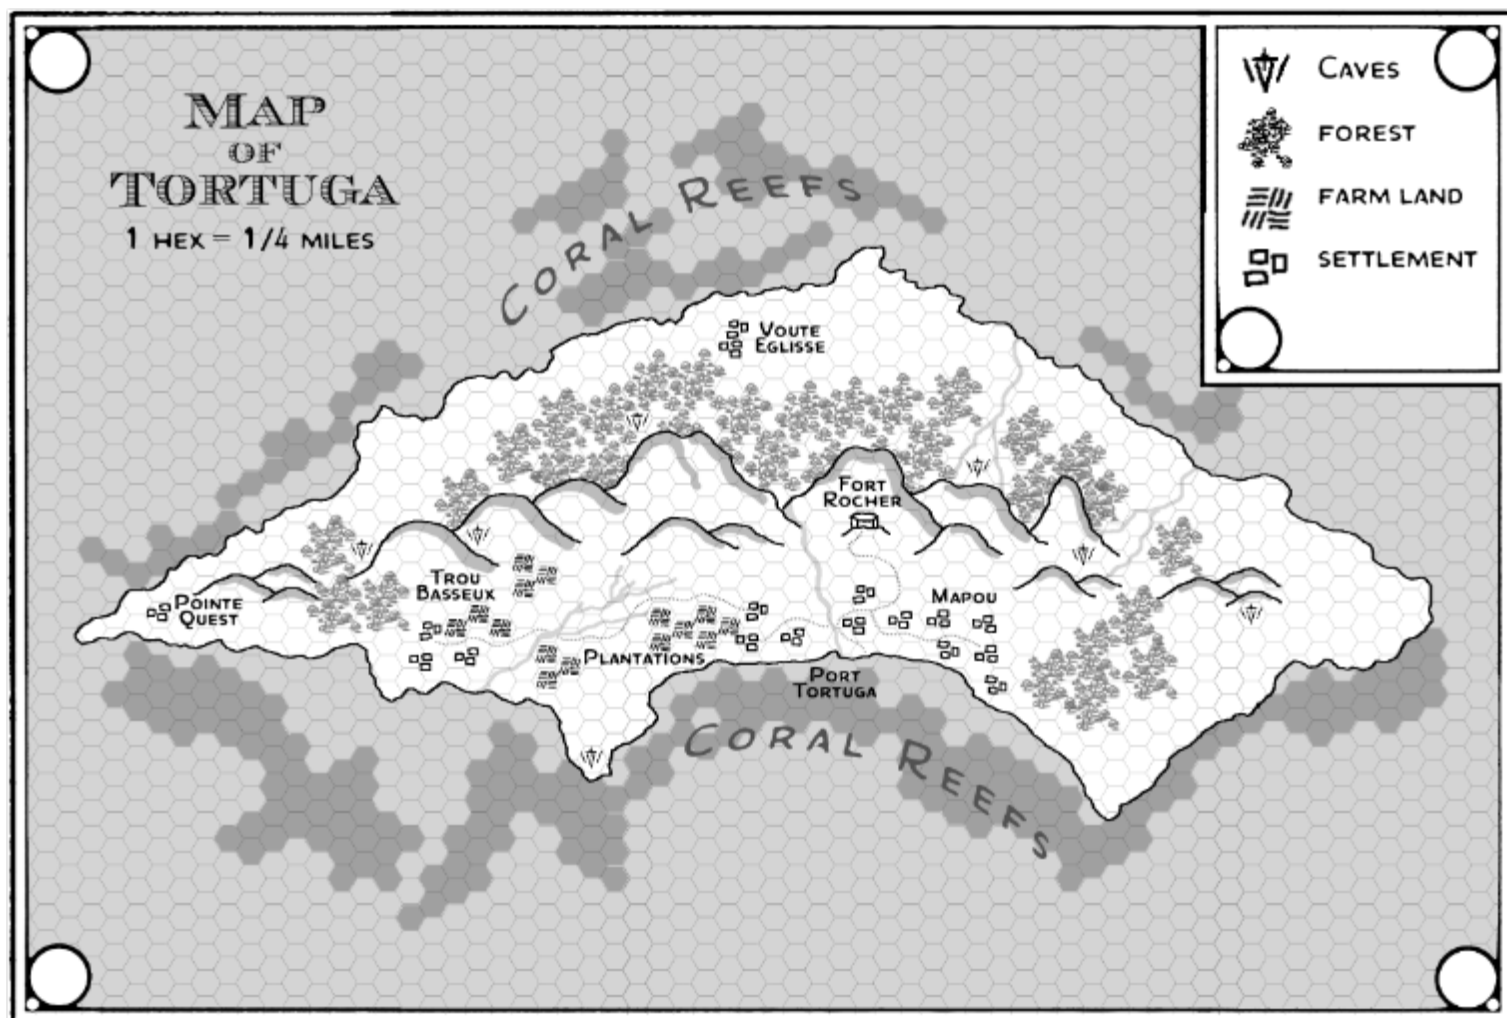 MAP
OF
TORTUGA
1 HEX = 1/4 MILES
CAVES
FOREST
FARM LAND
SETTLEMENT
CORAL REEFS
VOUTE
EGLISSE
FORT
ROCHER
TROU
BASSEUX
POINTE
QUEST
MAPOU
PLANTATIONS
PORT
TORTUGA
CORAL REEFS